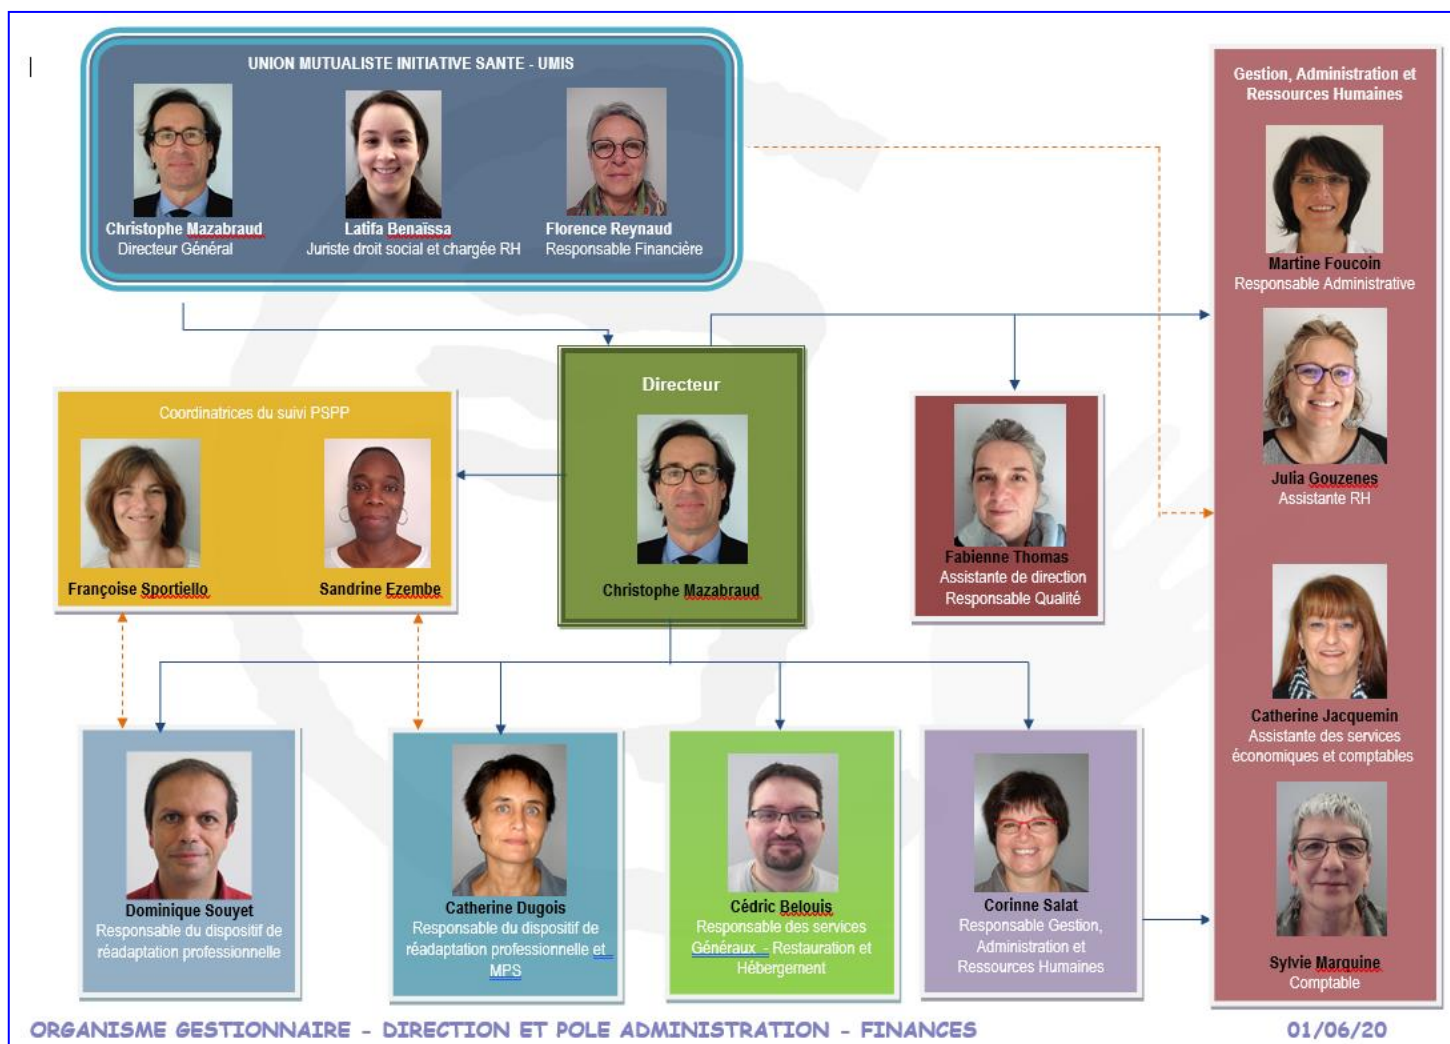 UNION MUTUALISTE INITIATIVE SANTE - UMIS
Christophe Mazabraud
Directeur Général
Latifa Benaïssa
Juriste droit social et chargée RH
Florence Reynaud
Responsable Financière
Gestion, Administration et
Ressources Humaines
Martine Foucoin
Responsable Administrative
Julia Gouzenes
Assistante RH
Catherine Jacquemin
Assistante des services
économiques et comptables
Sylvie Marquine
Comptable
Directeur
Christophe Mazabraud
Coordinatrices du suivi PSPP
Françoise Sportiello
Sandrine Ezembe
Fabienne Thomas
Assistante de direction
Responsable Qualité
Dominique Souyet
Responsable du dispositif de
réadaptation professionnelle
Catherine Dugois
Responsable du dispositif de
réadaptation professionnelle et
MPS
Cédric Belouis
Responsable des services
Généraux - Restauration et
Hébergement
Corinne Salat
Responsable Gestion,
Administration et
Ressources Humaines
ORGANISME GESTIONNAIRE - DIRECTION ET POLE ADMINISTRATION - FINANCES
01/06/20